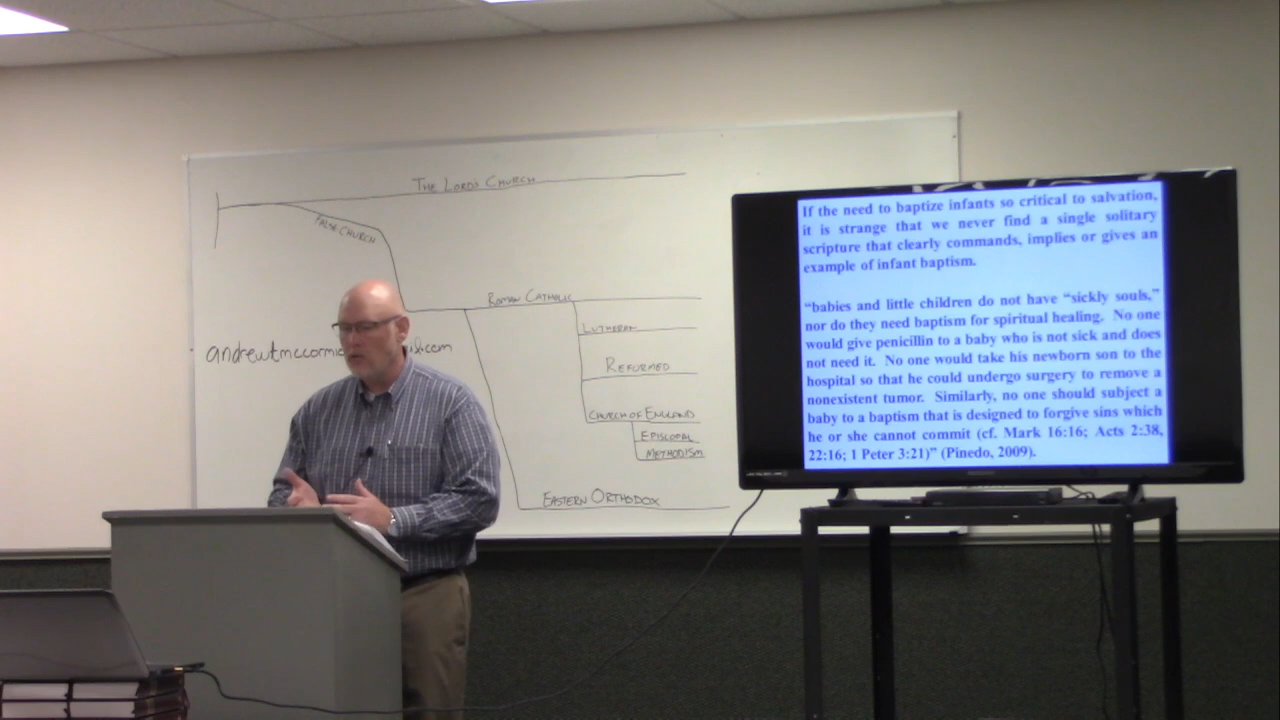 THE LORDS CHURCH
FALSE CHURCH
ROMAN CATHOLIC
LUTHERAN
REFORMED
CHURCH OF ENGLAND
EPISCOPAL
METHODISM
EASTERN ORTHODOX
If the need to baptize infants so critical to salvation,
it is strange that we never find a single solitary
scripture that clearly commands, implies or gives an
example of infant baptism.
“babies and little children do not have “sickly souls,”
nor do they need baptism for spiritual healing. No one
would give penicillin to a baby who is not sick and does
not need it. No one would take his newborn son to the
hospital so that he could undergo surgery to remove a
nonexistent tumor. Similarly, no one should subject a
baby to a baptism that is designed to forgive sins which
he or she cannot commit (cf. Mark 16:16; Acts 2:38,
22:16; 1 Peter 3:21)” (Pinedo, 2009).